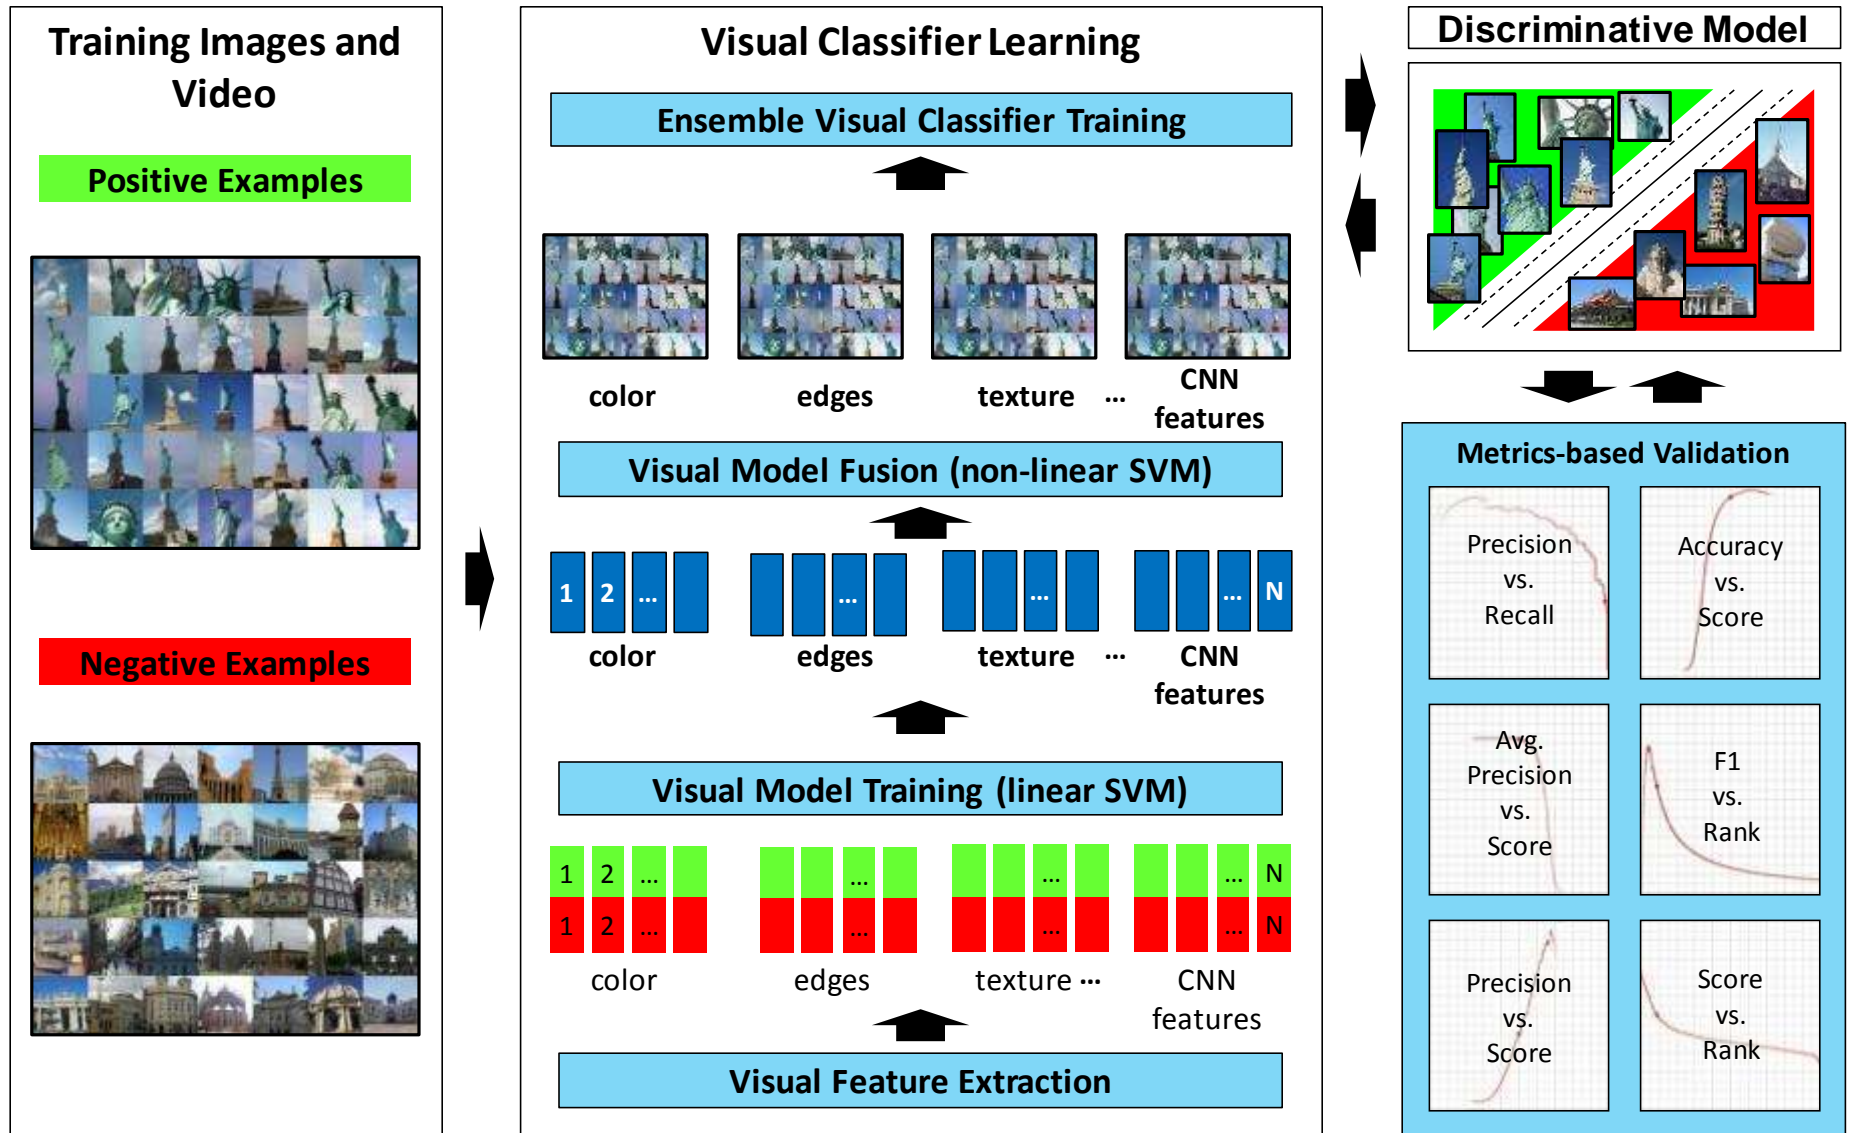 Training Images and
Video
Positive Examples
Negative Examples
Visual Classifier Learning
Ensemble Visual Classifier Training
color
edges
texture
...
CNN
features
Visual Model Fusion (non-linear SVM)
1 2 ...
...
...
... N
color
edges
texture
...
CNN
features
Visual Model Training (linear SVM)
1 2 ...
...
...
... N
1 2 ...
...
...
... N
color
edges
texture ...
CNN
features
Visual Feature Extraction
Discriminative Model
Metrics-based Validation
Precision
vs.
Recall
Accuracy
vs.
Score
Avg.
Precision
vs.
Score
F1
vs.
Rank
Precision
vs.
Score
Score
vs.
Rank